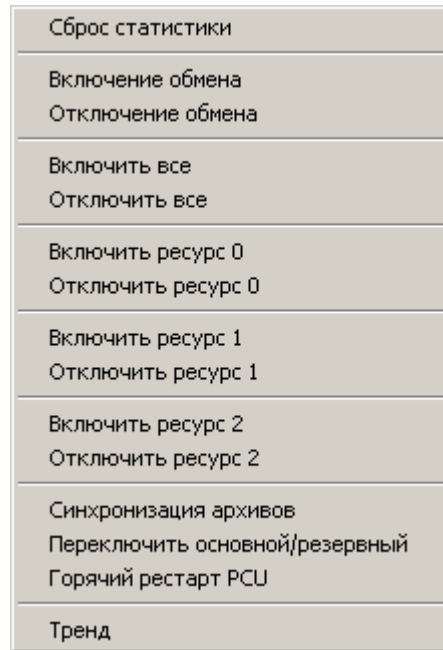 Сброс статистики
Включение обмена
Отключение обмена
Включить все
Отключить все
Включить ресурс 0
Отключить ресурс 0
Включить ресурс 1
Отключить ресурс 1
Включить ресурс 2
Отключить ресурс 2
Синхронизация архивов
Переключить основной/резервный
Горячий рестарт PCU
Тренд